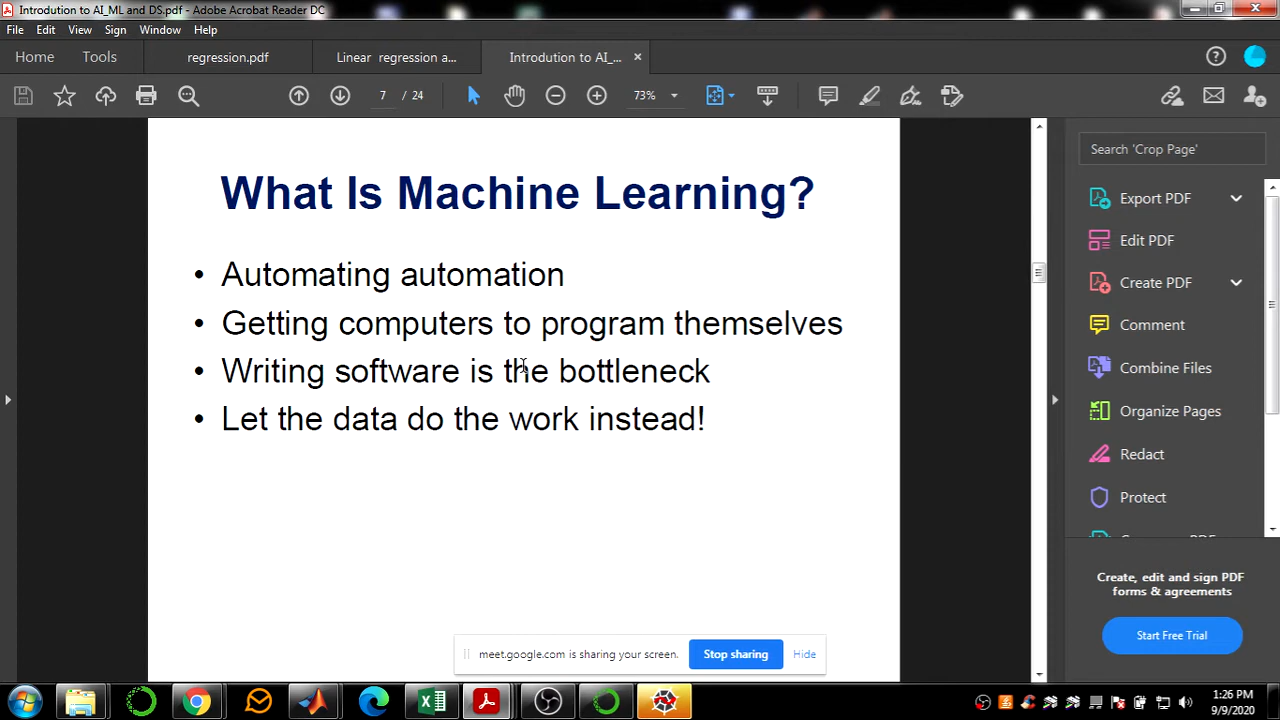 Introdution to AI_ML and DS.pdf - Adobe Acrobat Reader DC
File Edit View Sign Window Help
Home Tools regression.pdf Linear regression a... Introdution to AI_... ×
7 / 24 73%
What Is Machine Learning?
• Automating automation
• Getting computers to program themselves
• Writing software is the bottleneck
• Let the data do the work instead!
Search 'Crop Page'
Export PDF
Edit PDF
Create PDF
Comment
Combine Files
Organize Pages
Redact
Protect
Create, edit and sign PDF
forms & agreements
Start Free Trial
meet.google.com is sharing your screen. Stop sharing Hide
1:26 PM
9/9/2020